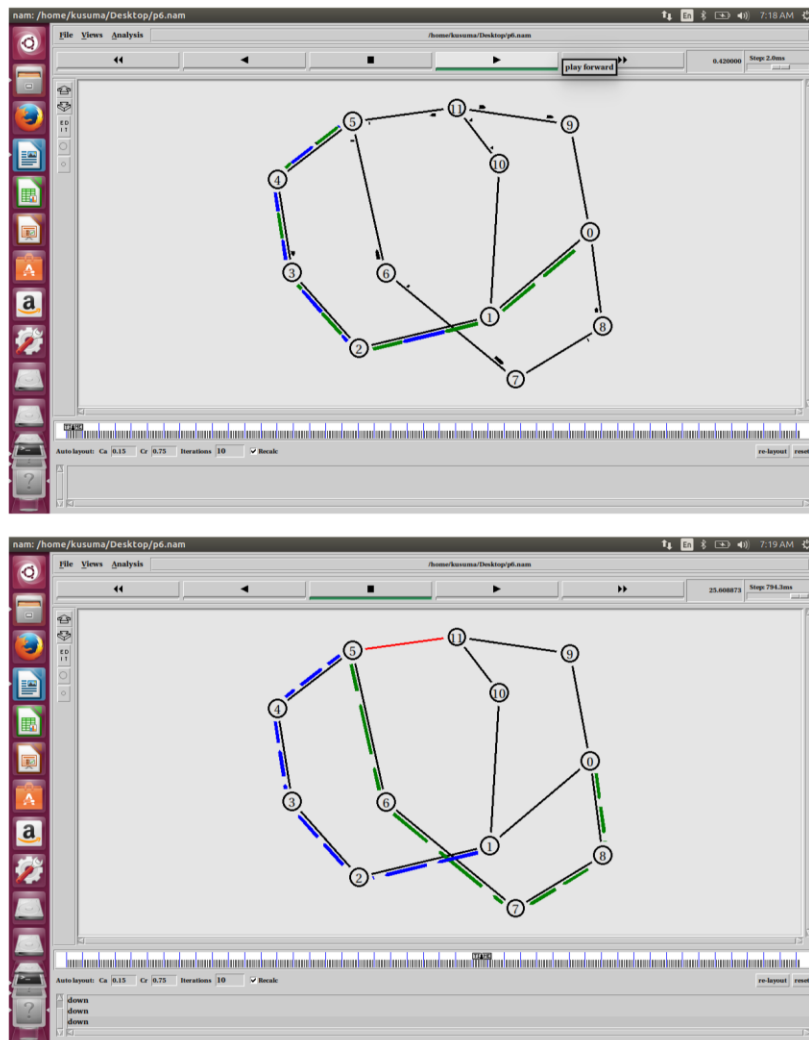 nam: /home/kusuma/Desktop/p6.nam En 7:18 AM
File Views Analysis /home/kusuma/Desktop/p6.nam
0.420000 Step: 2.0ms
play forward
11
5 9
E D
I T
10
4
0
3 6
1
8
2
7
Auto layout: Ca 0.15 Cr 0.75 Iterations 10 Recalc re-layout reset
nam: /home/kusuma/Desktop/p6.nam En 7:19 AM
File Views Analysis /home/kusuma/Desktop/p6.nam
25.008873 Step: 794.3ms
11
5 9
E D
I T
10
4
0
3 6
1
8
2
7
Auto layout: Ca 0.15 Cr 0.75 Iterations 10 Recalc re-layout reset
down
down
down